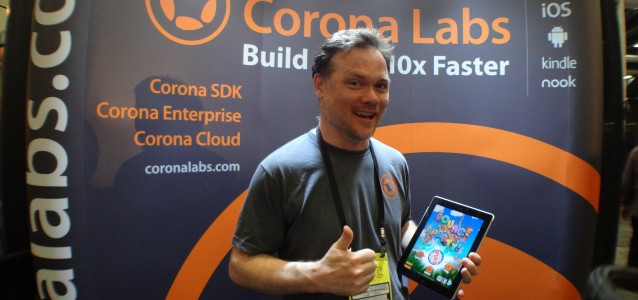 Corona Labs
Build 10x Faster
iOS
kindle
nook
Corona SDK
Corona Enterprise
Corona Cloud
coronalabs.com
alabs.co